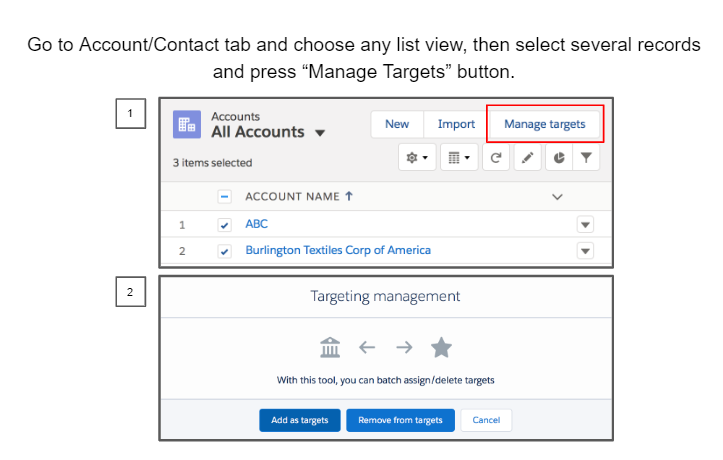 Go to Account/Contact tab and choose any list view, then select several records
and press “Manage Targets” button.
1
Accounts
All Accounts
New Import Manage targets
3 items selected
ACCOUNT NAME
1 ABC
2 Burlington Textiles Corp of America
2
Targeting management
With this tool, you can batch assign/delete targets
Add as targets Remove from targets Cancel